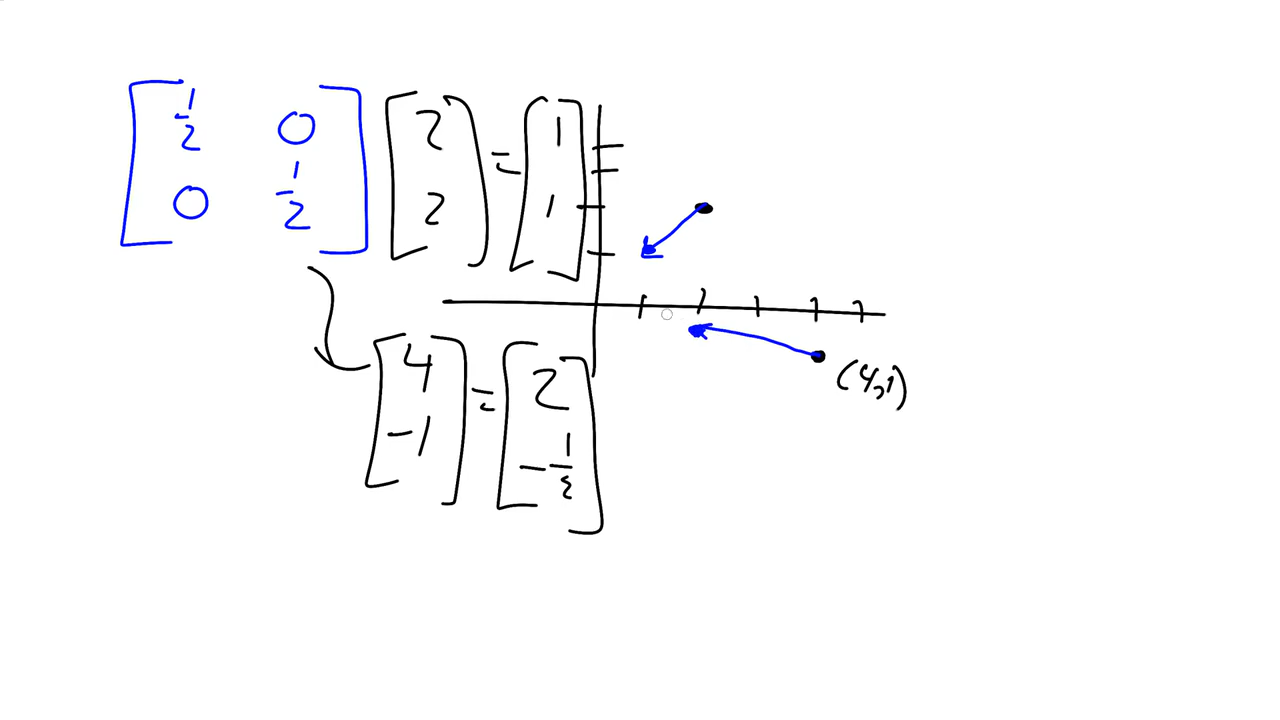 [1/2 0; 0 1/2] [2; 2] = [1; 1]
[4; -1] = [2; -1/2]
(4,1)